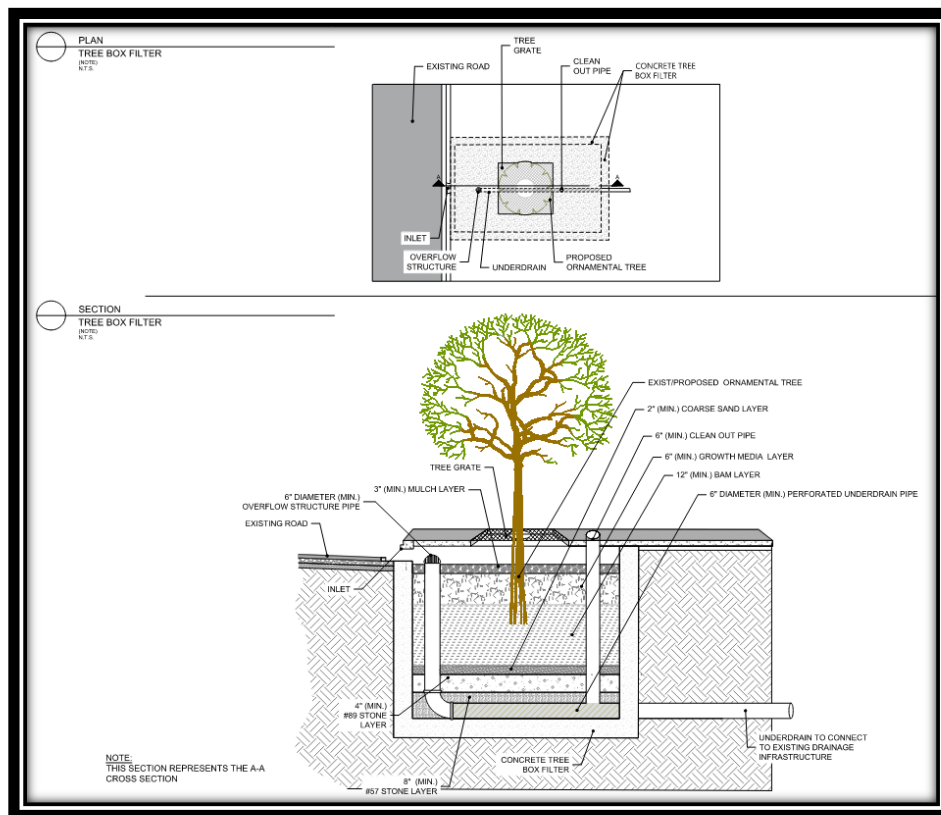 PLAN
TREE BOX FILTER
(NOTE)
N.T.S.
TREE
GRATE
EXISTING ROAD
CLEAN
OUT PIPE
CONCRETE TREE
BOX FILTER
A
A
INLET
OVERFLOW
STRUCTURE
UNDERDRAIN
PROPOSED
ORNAMENTAL TREE
SECTION
TREE BOX FILTER
(NOTE)
N.T.S.
EXIST/PROPOSED ORNAMENTAL TREE
2" (MIN.) COARSE SAND LAYER
6" (MIN.) CLEAN OUT PIPE
6" (MIN.) GROWTH MEDIA LAYER
12" (MIN.) BAM LAYER
6" DIAMETER (MIN.) PERFORATED UNDERDRAIN PIPE
TREE GRATE
3" (MIN.) MULCH LAYER
6" DIAMETER (MIN.)
OVERFLOW STRUCTURE PIPE
EXISTING ROAD
INLET
4" (MIN.)
#89 STONE
LAYER
8" (MIN.)
#57 STONE LAYER
CONCRETE TREE
BOX FILTER
UNDERDRAIN TO CONNECT
TO EXISTING DRAINAGE
INFRASTRUCTURE
NOTE:
THIS SECTION REPRESENTS THE A-A
CROSS SECTION